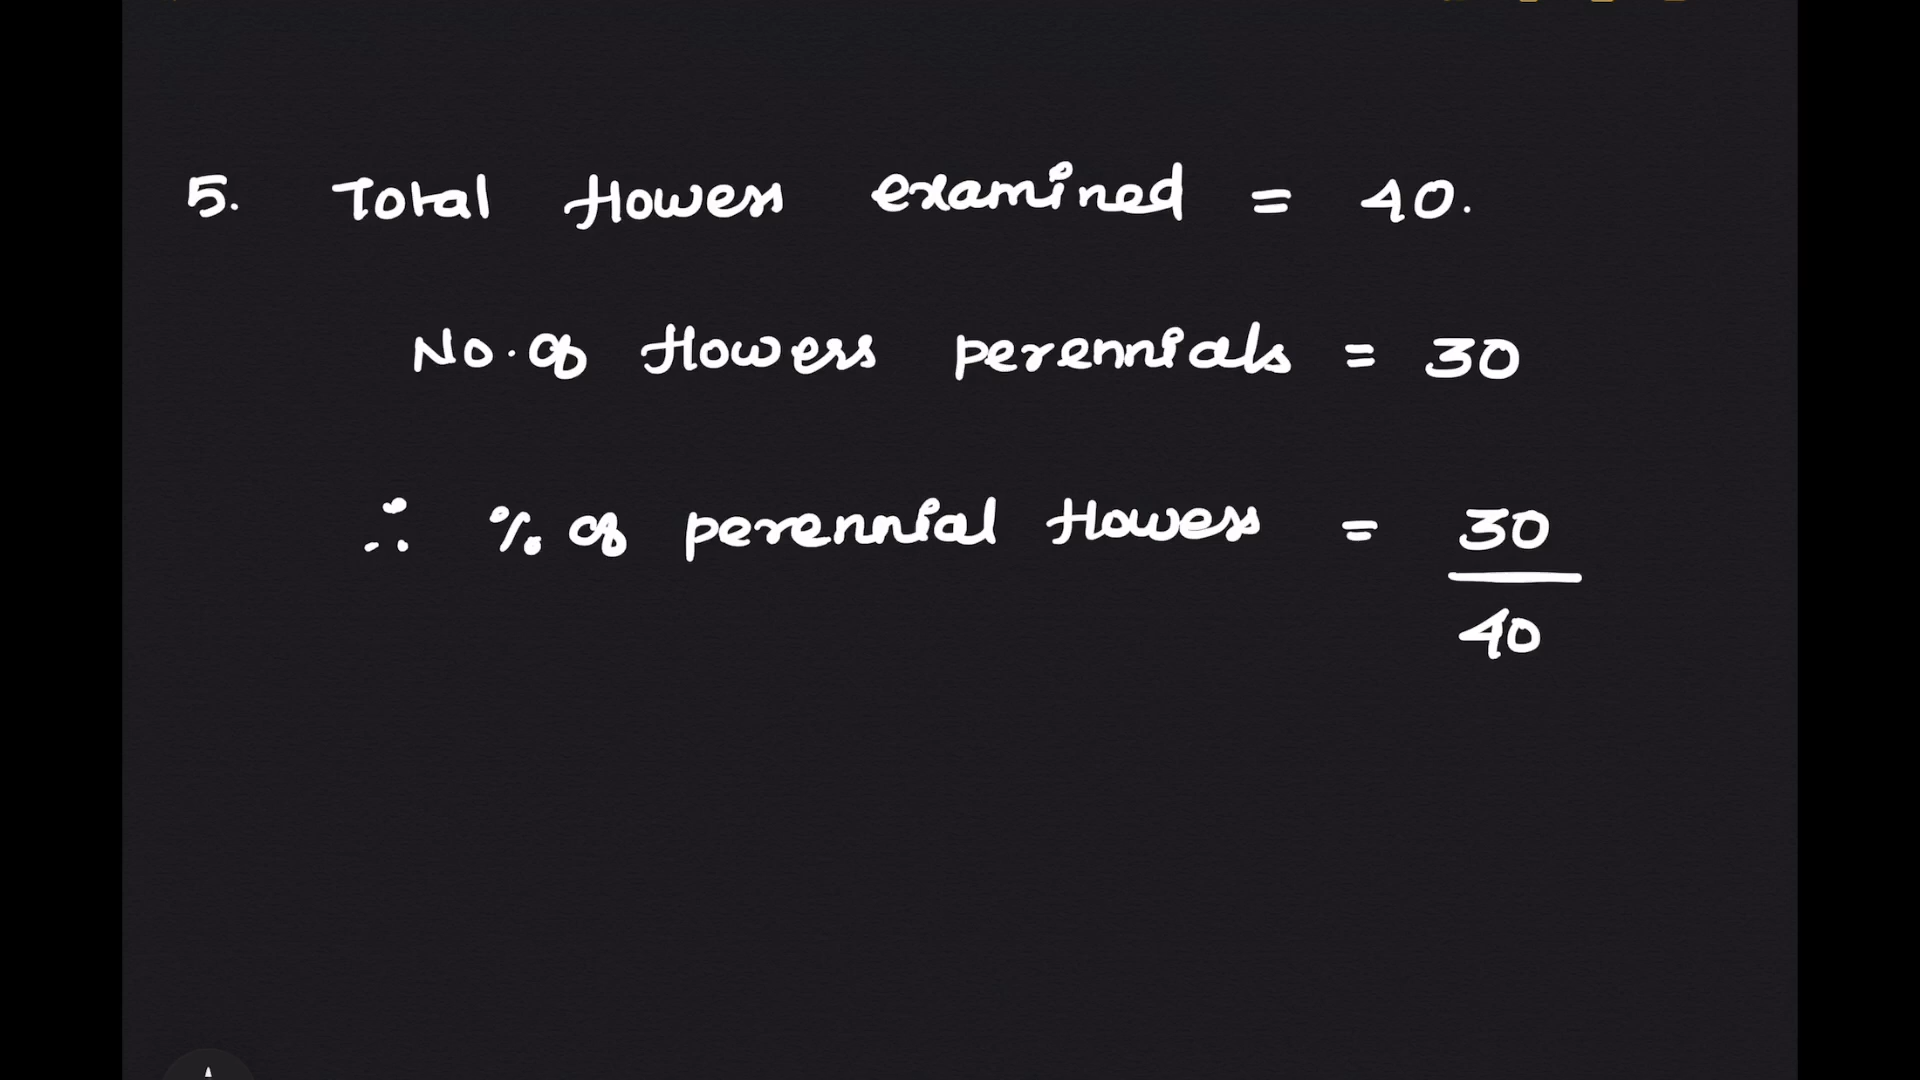 5. Total flowers examined = 40.
No. of flowers perennials = 30
∴ % of perennial flowers = 30
40